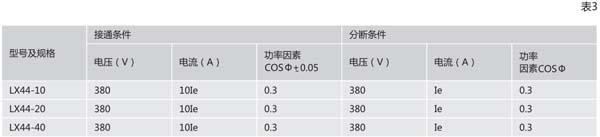 表3
型号及规格 接通条件 分断条件
电压（V） 电流（A） 功率因素 COSΦ±0.05 电压（V） 电流（A） 功率 因素COSΦ
LX44-10 380 10Ie 0.3 380 Ie 0.3
LX44-20 380 10Ie 0.3 380 Ie 0.3
LX44-40 380 10Ie 0.3 380 Ie 0.3